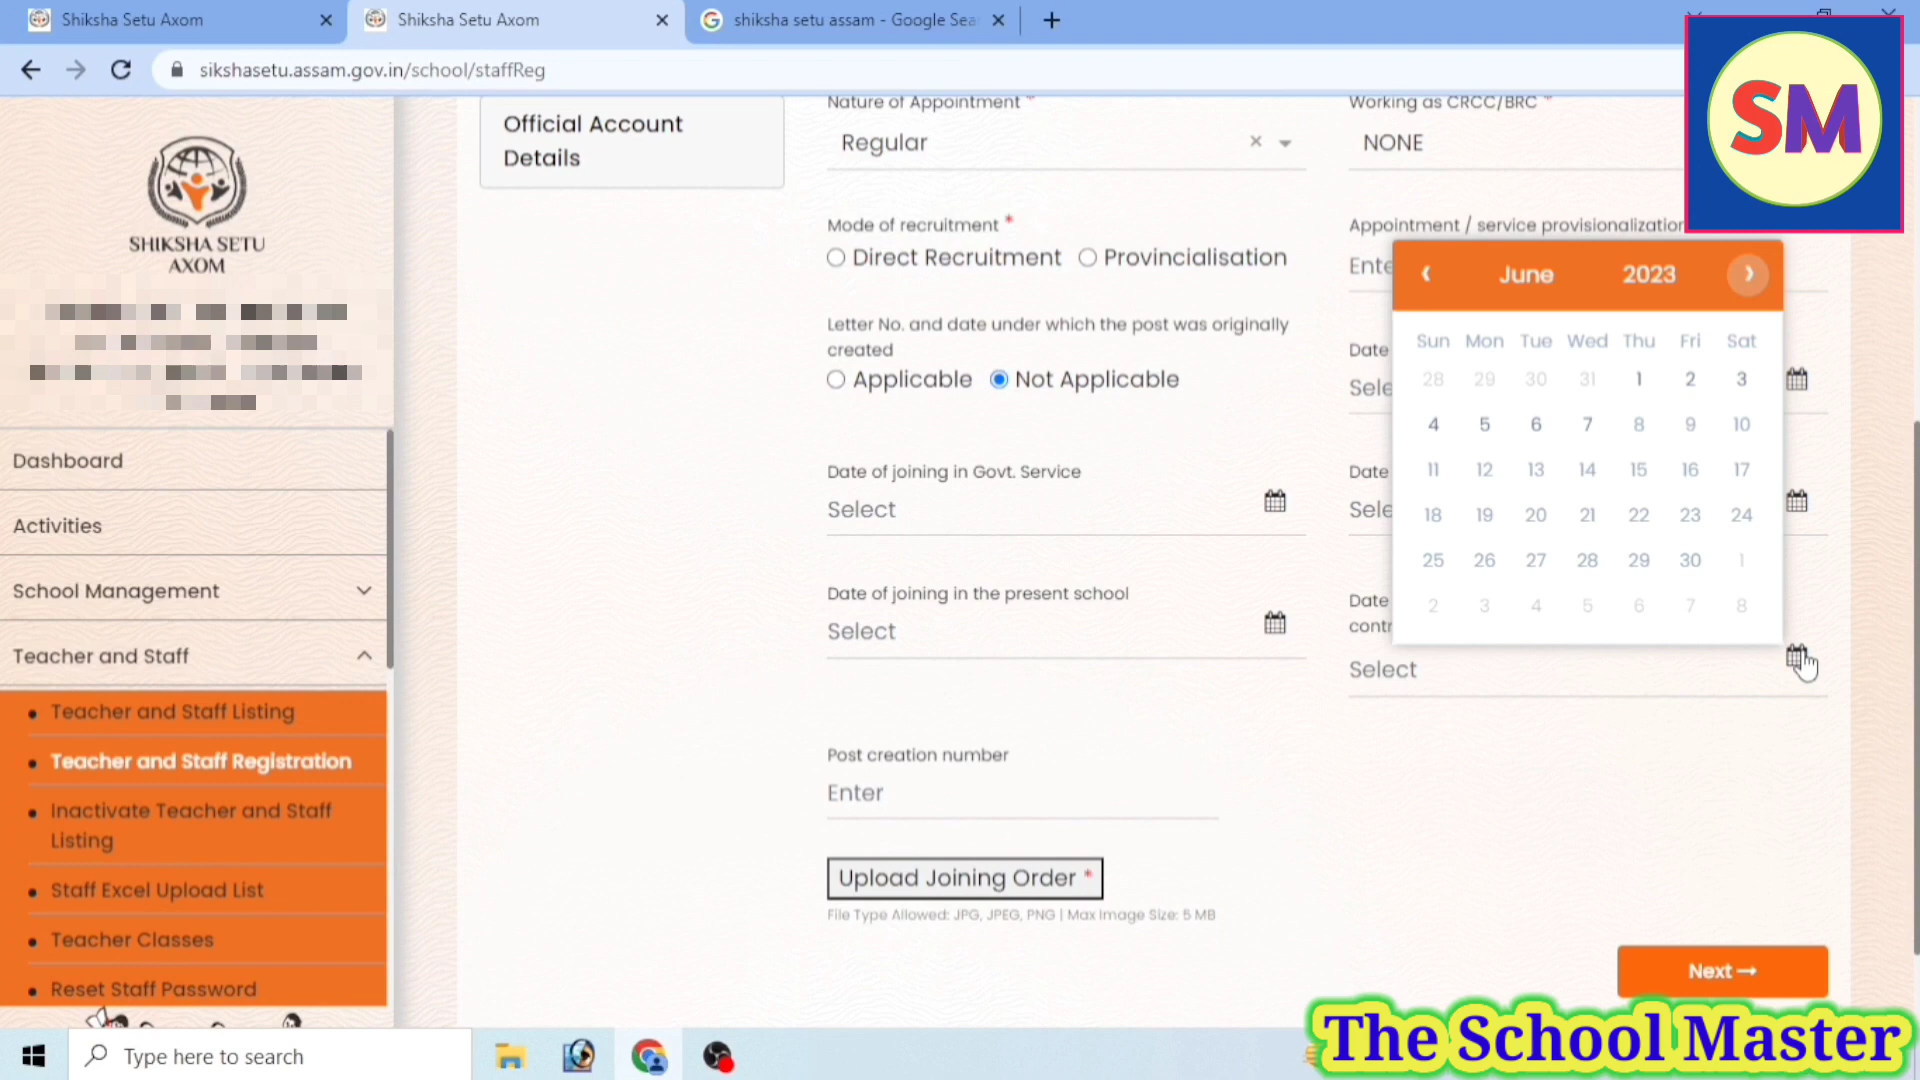 Shiksha Setu Axom
Shiksha Setu Axom
shiksha setu assam - Google Sea
sikshasetu.assam.gov.in/school/staffReg
SM
SHIKSHA SETU
AXOM
Dashboard
Activities
School Management
Teacher and Staff
Teacher and Staff Listing
Teacher and Staff Registration
Inactivate Teacher and Staff
Listing
Staff Excel Upload List
Teacher Classes
Reset Staff Password
Official Account
Details
Nature of Appointment *
Regular
Working as CRCC/BRC *
NONE
Mode of recruitment *
Direct Recruitment Provincialisation
Appointment / service provisionalization
Ente
Letter No. and date under which the post was originally
created
Applicable Not Applicable
Date
Sele
Date of joining in Govt. Service
Select
Date
Sele
Date of joining in the present school
Select
Date
contr
Select
June 2023
Sun Mon Tue Wed Thu Fri Sat
28 29 30 31 1 2 3
4 5 6 7 8 9 10
11 12 13 14 15 16 17
18 19 20 21 22 23 24
25 26 27 28 29 30 1
2 3 4 5 6 7 8
Post creation number
Enter
Upload Joining Order *
File Type Allowed: JPG, JPEG, PNG | Max Image Size: 5 MB
Next →
Type here to search
The School Master